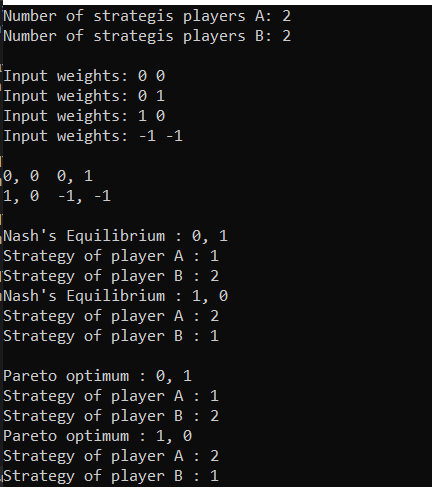 Number of strategis players A: 2
Number of strategis players B: 2
Input weights: 0 0
Input weights: 0 1
Input weights: 1 0
Input weights: -1 -1
0, 0  0, 1
1, 0  -1, -1
Nash's Equilibrium : 0, 1
Strategy of player A : 1
Strategy of player B : 2
Nash's Equilibrium : 1, 0
Strategy of player A : 2
Strategy of player B : 1
Pareto optimum : 0, 1
Strategy of player A : 1
Strategy of player B : 2
Pareto optimum : 1, 0
Strategy of player A : 2
Strategy of player B : 1